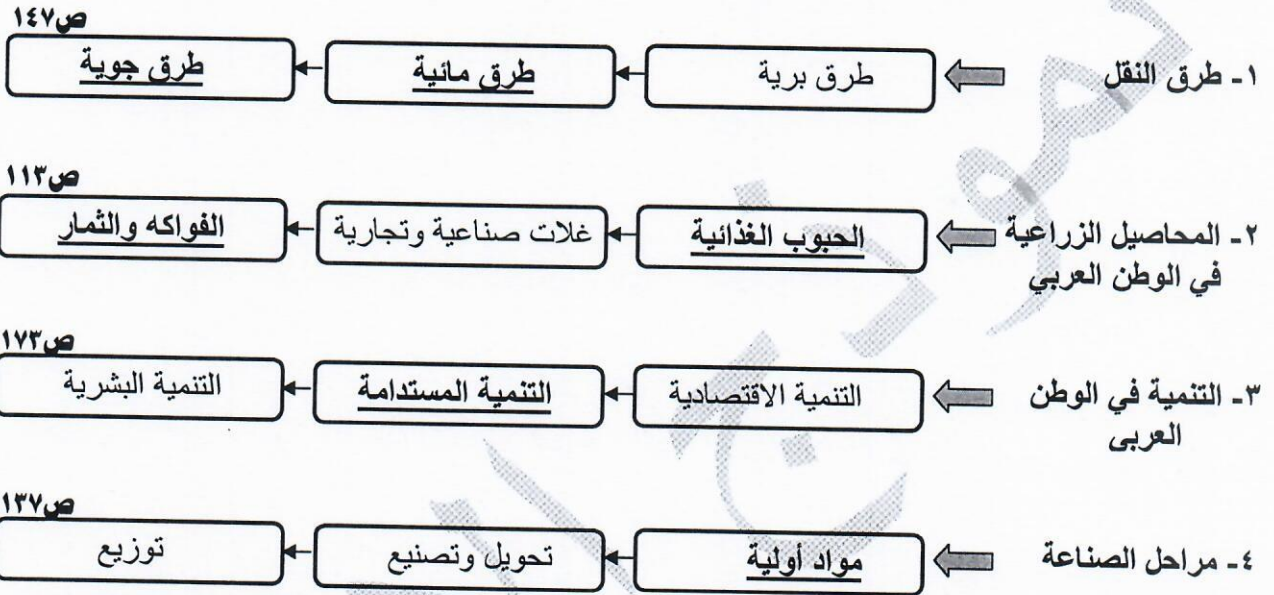 ص١٤٧
١- طرق النقل طرق برية طرق مائية طرق جوية
ص١١٣
٢- المحاصيل الزراعية في الوطن العربي الحبوب الغذائية غلات صناعية وتجارية الفواكه والثمار
ص١٧٣
٣- التنمية في الوطن العربى التنمية الاقتصادية التنمية المستدامة التنمية البشرية
ص١٣٧
٤- مراحل الصناعة مواد أولية تحويل وتصنيع توزيع